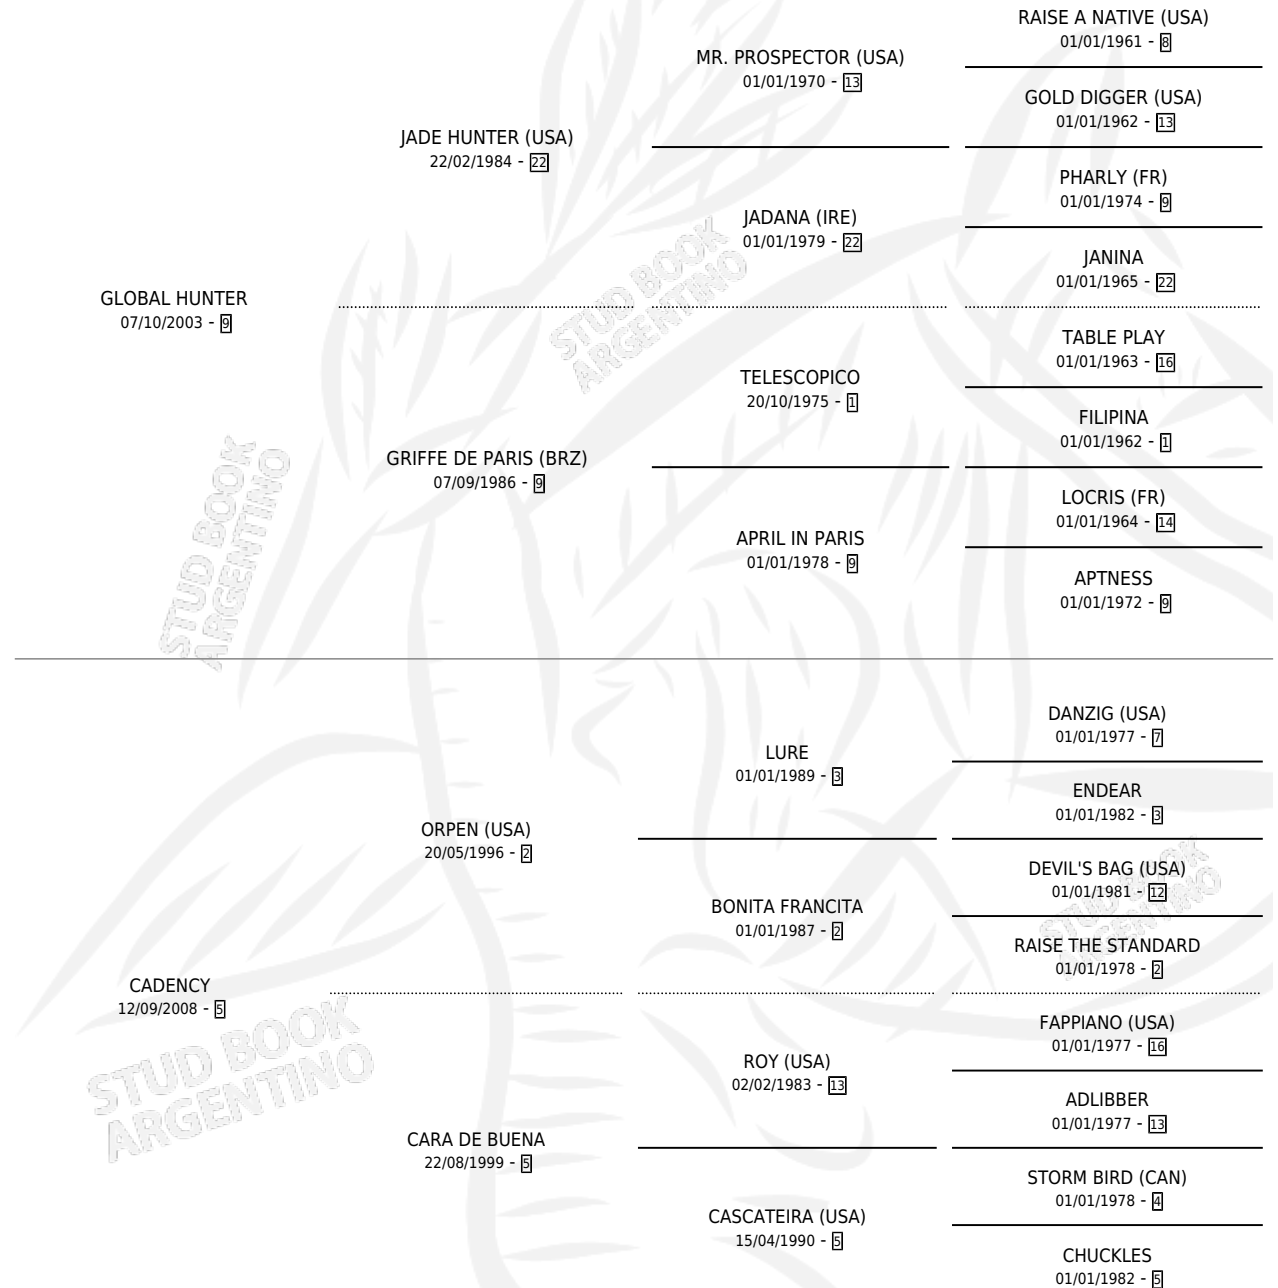 RAISE A NATIVE (USA)
01/01/1961 - 8
MR. PROSPECTOR (USA)
01/01/1970 - 13
GOLD DIGGER (USA)
01/01/1962 - 13
JADE HUNTER (USA)
22/02/1984 - 22
PHARLY (FR)
01/01/1974 - 9
JADANA (IRE)
01/01/1979 - 22
JANINA
01/01/1965 - 22
GLOBAL HUNTER
07/10/2003 - 9
TABLE PLAY
01/01/1963 - 16
TELESCOPICO
20/10/1975 - 1
FILIPINA
01/01/1962 - 1
GRIFFE DE PARIS (BRZ)
07/09/1986 - 9
LOCRIS (FR)
01/01/1964 - 14
APRIL IN PARIS
01/01/1978 - 9
APTNESS
01/01/1972 - 9
DANZIG (USA)
01/01/1977 - 7
LURE
01/01/1989 - 3
ENDEAR
01/01/1982 - 3
ORPEN (USA)
20/05/1996 - 2
DEVIL'S BAG (USA)
01/01/1981 - 12
BONITA FRANCITA
01/01/1987 - 2
RAISE THE STANDARD
01/01/1978 - 2
CADENCY
12/09/2008 - 5
FAPPIANO (USA)
01/01/1977 - 16
ROY (USA)
02/02/1983 - 13
ADLIBBER
01/01/1977 - 13
CARA DE BUENA
22/08/1999 - 5
STORM BIRD (CAN)
01/01/1978 - 4
CASCATEIRA (USA)
15/04/1990 - 5
CHUCKLES
01/01/1982 - 5
STUD BOOK
ARGENTINO
STUD BOOK
ARGENTINO
STUD BOOK
ARGENTINO
STUD BOOK
ARGENTINO